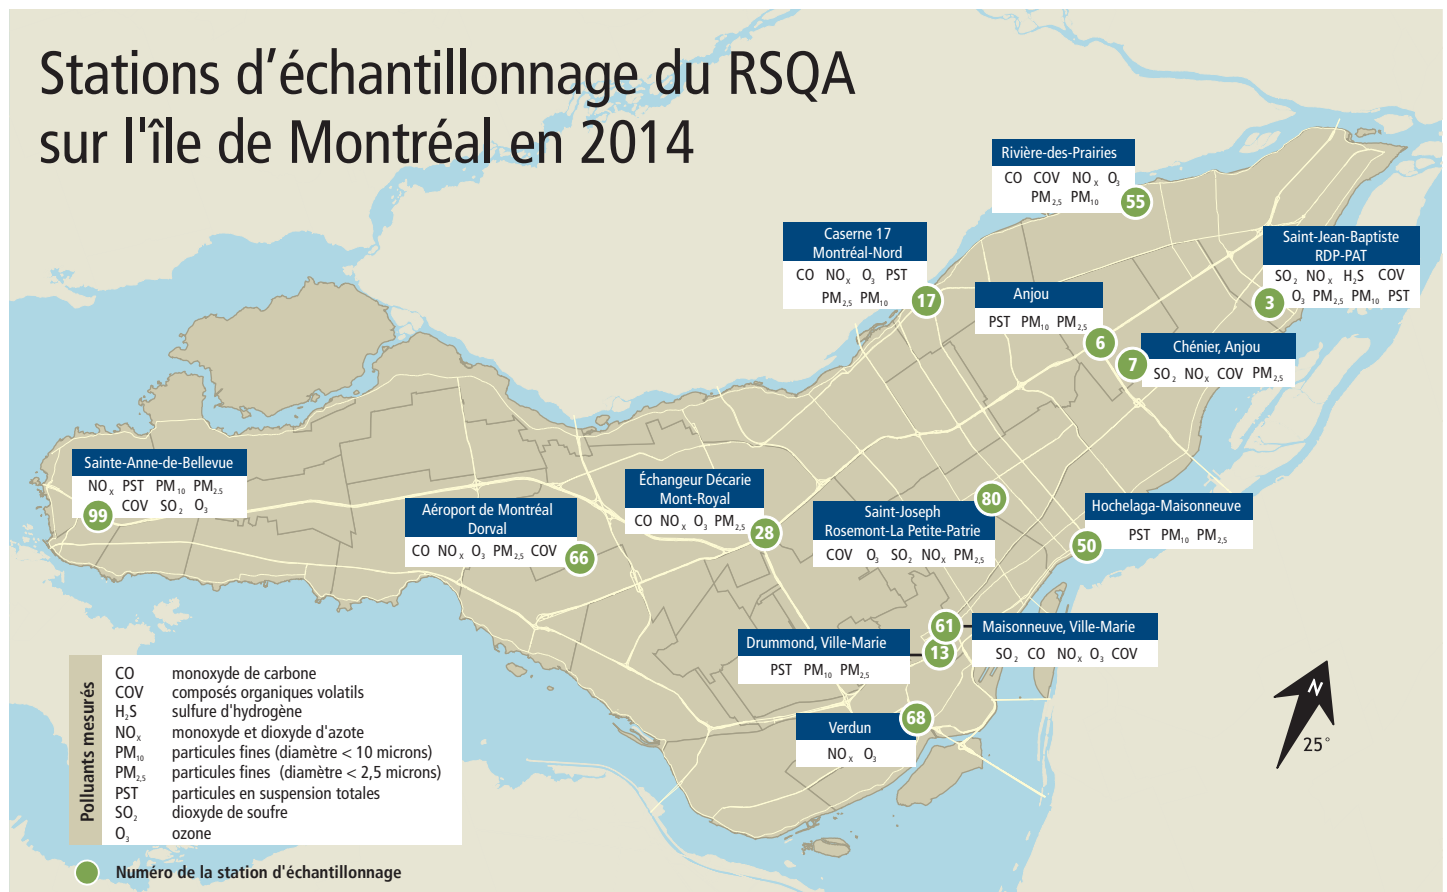 Stations d'échantillonnage du RSQA
sur l'île de Montréal en 2014
Rivière-des-Prairies
CO COV NOX O3
PM2,5 PM10
55
Caserne 17
Montréal-Nord
CO NOX O3 PST
PM2,5 PM10
17
Saint-Jean-Baptiste
RDP-PAT
SO2 NOX H2S COV
O3 PM2,5 PM10 PST
3
Anjou
PST PM10 PM2,5
6
Chénier, Anjou
SO2 NOX COV PM2,5
7
Sainte-Anne-de-Bellevue
NOX PST PM10 PM2.5
COV SO2 O3
99
Aéroport de Montréal
Dorval
CO NOX O3 PM2,5 COV
66
Échangeur Décarie
Mont-Royal
CO NOX O3 PM2,5
28
80
Saint-Joseph
Rosemont-La Petite-Patrie
COV O3 SO2 NOX PM2,5
Hochelaga-Maisonneuve
PST PM10 PM2,5
50
61
Maisonneuve, Ville-Marie
SO2 CO NOX O3 COV
Drummond, Ville-Marie
PST PM10 PM2,5
13
Verdun
NOX O3
68
Polluants mesurés
CO monoxyde de carbone
COV composés organiques volatils
H2S sulfure d'hydrogène
NOX monoxyde et dioxyde d'azote
PM10 particules fines (diamètre < 10 microns)
PM2,5 particules fines (diamètre < 2,5 microns)
PST particules en suspension totales
SO2 dioxyde de soufre
O3 ozone
Numéro de la station d'échantillonnage
N
25°